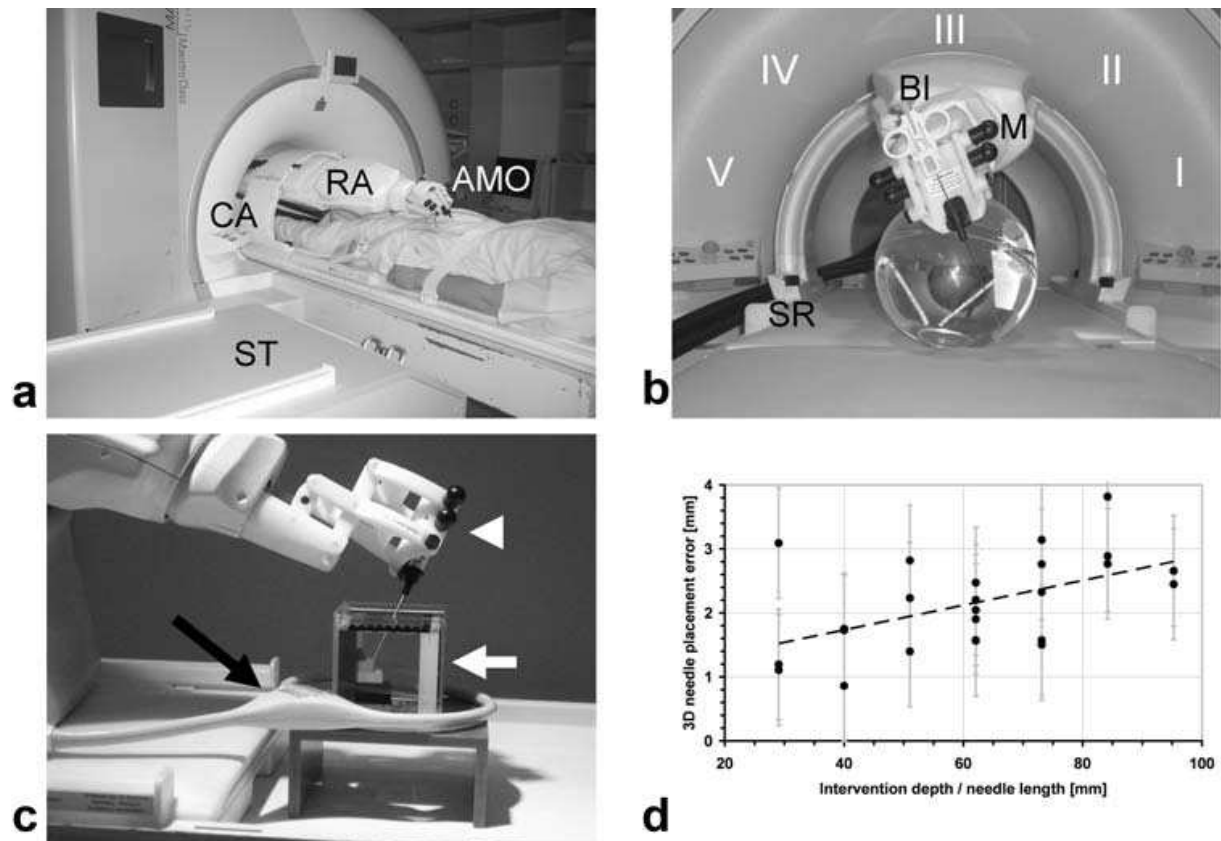 MaestroClass
RA
AMO
CA
ST
a
III
IV
II
BI
M
V
I
SR
b
c
4
3
2
1
0
3D needle placement error [mm]
20 40 60 80 100
Intervention depth / needle length [mm]
d